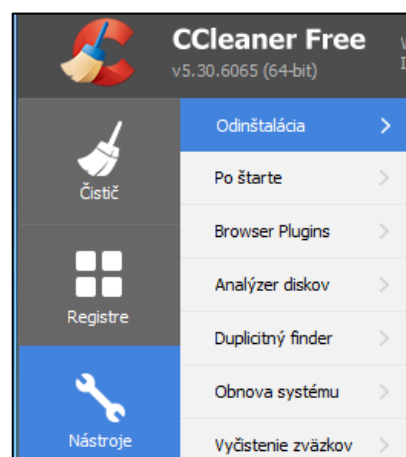 CCleaner Free
v5.30.6065 (64-bit)
Čistič
Registre
Nástroje
Odinštalácia
Po štarte
Browser Plugins
Analýzer diskov
Duplicitný finder
Obnova systému
Vyčistenie zväzkov